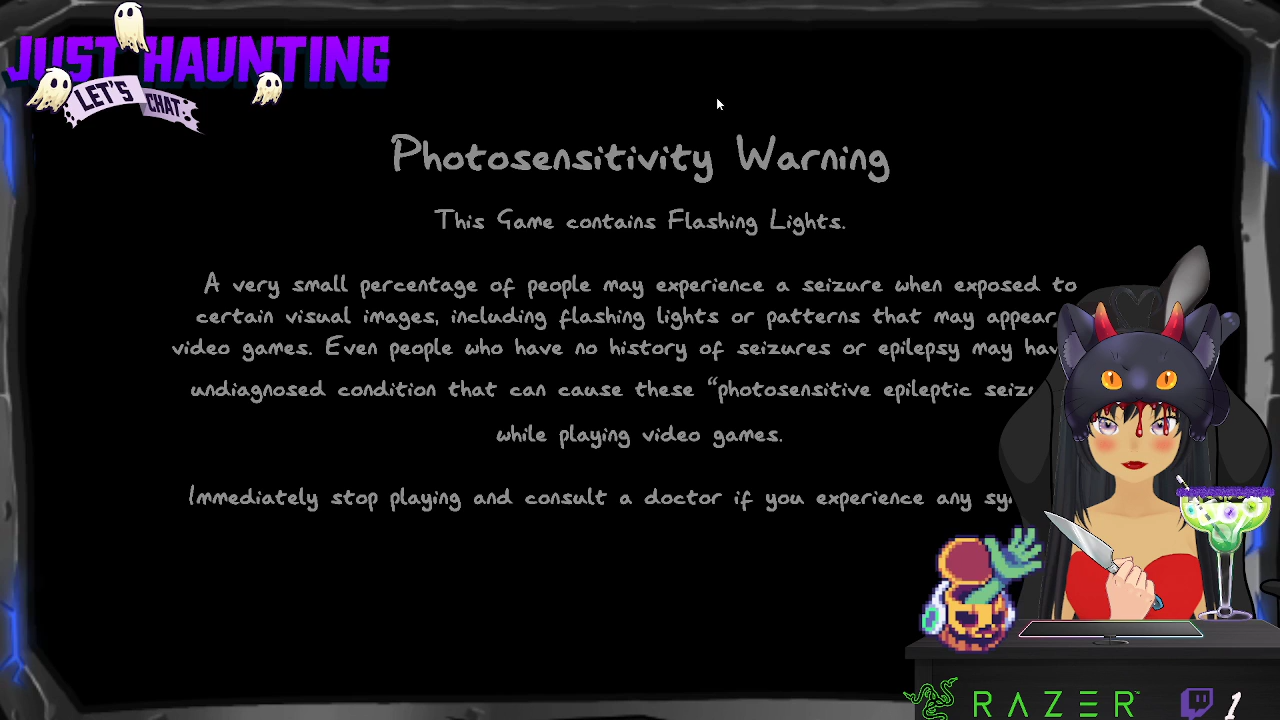 JUST HAUNTING
LET'S CHAT
Photosensitivity Warning
This Game contains Flashing Lights.
A very small percentage of people may experience a seizure when exposed to
certain visual images, including flashing lights or patterns that may appear
video games. Even people who have no history of seizures or epilepsy may
undiagnosed condition that can cause these "photosensitive epileptic
while playing video games.
Immediately stop playing and consult a doctor if you experience any
RAZER
1